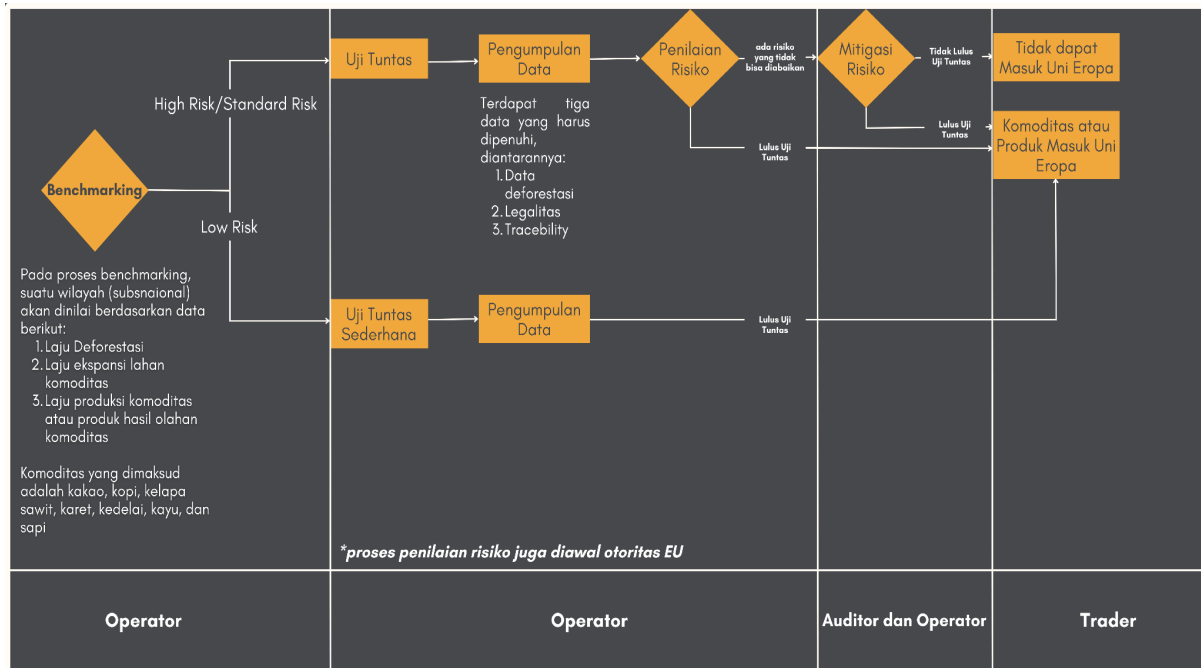 Benchmarking
High Risk/Standard Risk
Low Risk
Pada proses benchmarking,
suatu wilayah (subsnaional)
akan dinilai berdasarkan data
berikut:
1. Laju Deforestasi
2. Laju ekspansi lahan
komoditas
3. Laju produksi komoditas
atau produk hasil olahan
komoditas
Komoditas yang dimaksud
adalah kakao, kopi, kelapa
sawit, karet, kedelai, kayu, dan
sapi
Uji Tuntas
Pengumpulan
Data
Terdapat tiga
data yang harus
dipenuhi,
diantarannya:
1. Data
deforestasi
2. Legalitas
3. Tracebility
Penilaian
Risiko
ada risiko
yang tidak
bisa diabaikan
Mitigasi
Risiko
Tidak Lulus
Uji Tuntas
Tidak dapat
Masuk Uni Eropa
Lulus Uji
Tuntas
Lulus Uji
Tuntas
Komoditas atau
Produk Masuk Uni
Eropa
Uji Tuntas
Sederhana
Pengumpulan
Data
Lulus Uji
Tuntas
*proses penilaian risiko juga diawal otoritas EU
Operator
Operator
Auditor dan Operator
Trader